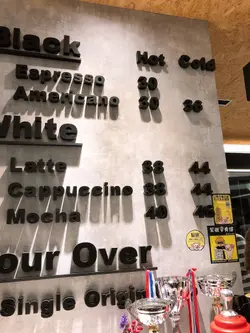 Black Hot Cold
Espresso 30
Americano 30 36
White
Latte 38 44
Cappuccino 38 44
Mocha 40 46
our Over
Single Origin